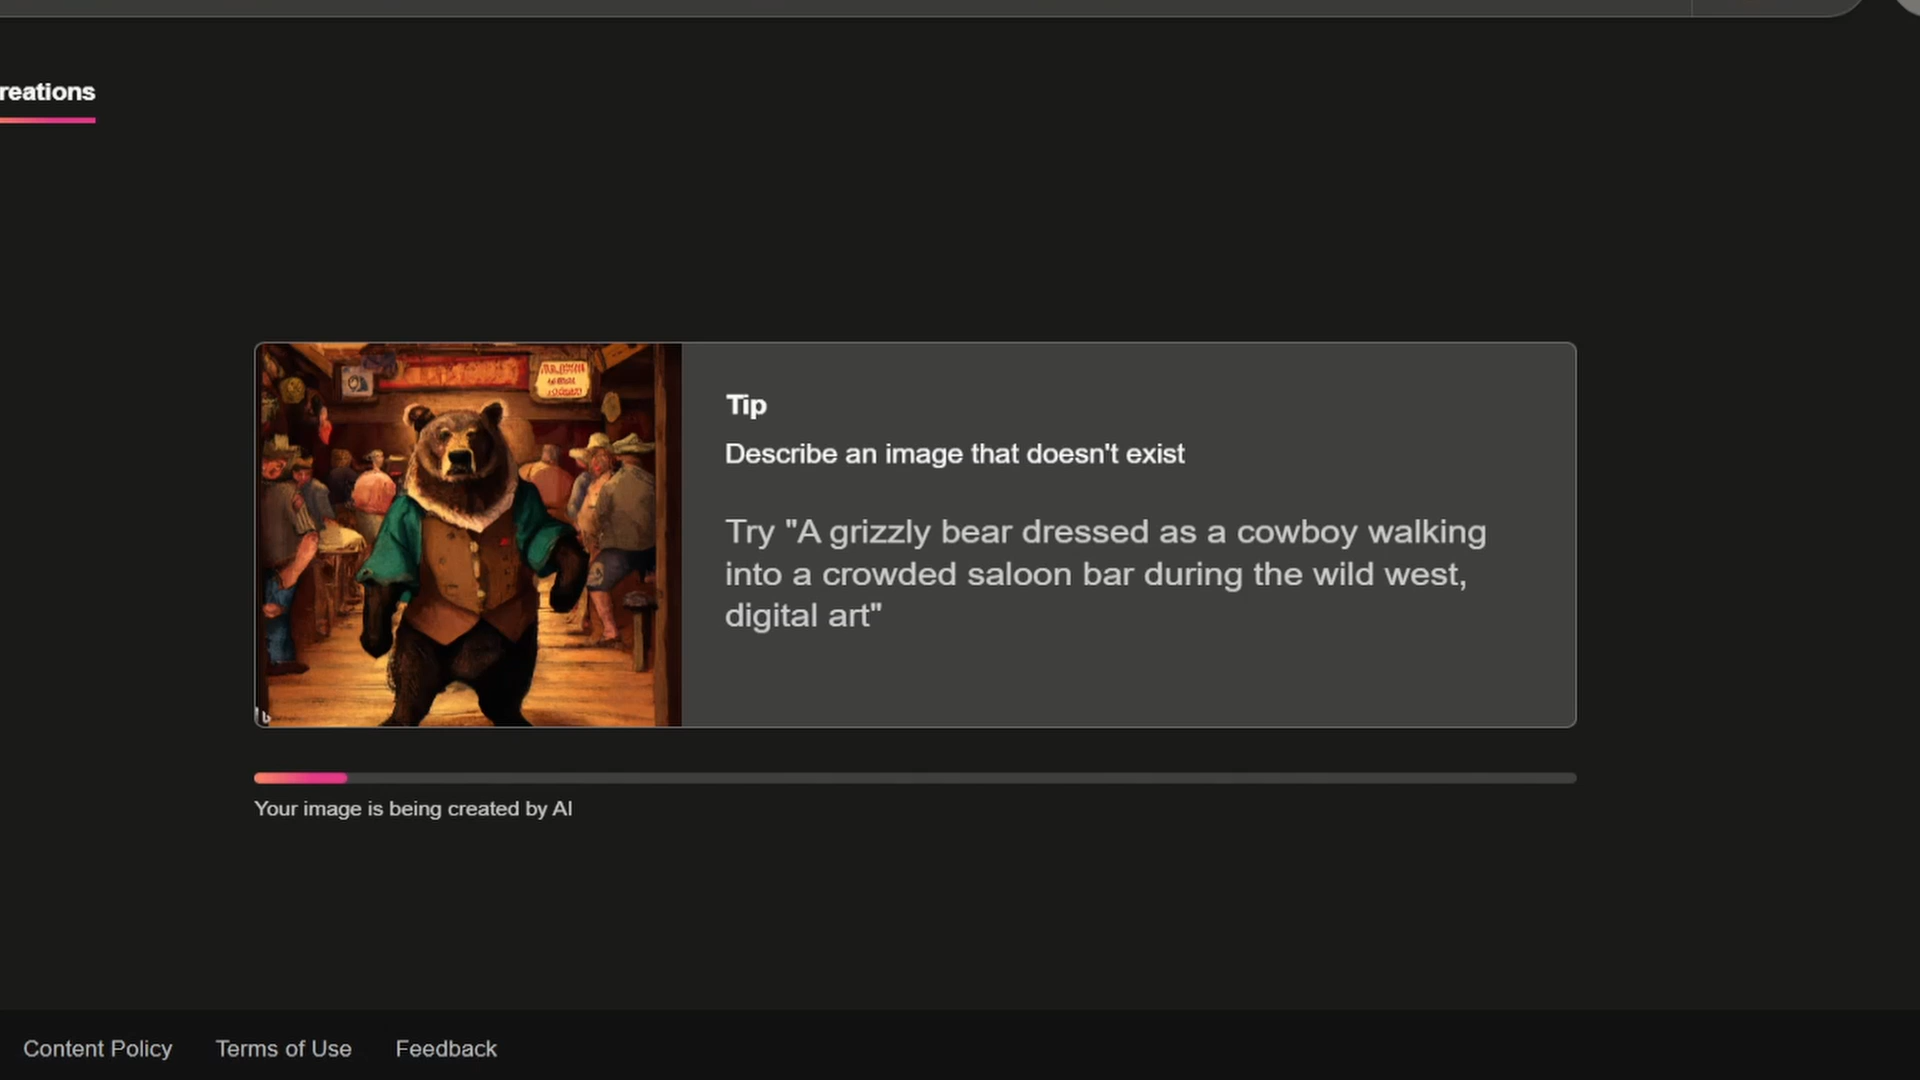 reations
Tip
Describe an image that doesn't exist
Try "A grizzly bear dressed as a cowboy walking
into a crowded saloon bar during the wild west,
digital art"
Your image is being created by AI
Content Policy
Terms of Use
Feedback